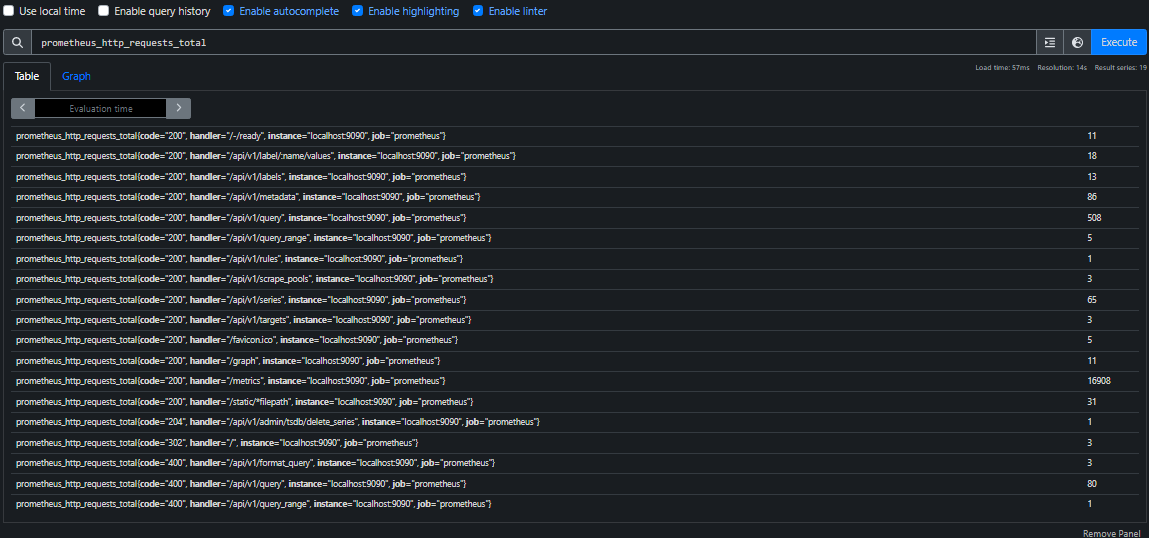 Use local time Enable query history Enable autocomplete Enable highlighting Enable linter
prometheus_http_requests_total Execute
Table Graph Load time: 57ms Resolution: 14s Result series: 19
Evaluation time
prometheus_http_requests_total{code="200", handler="/-/ready", instance="localhost:9090", job="prometheus"} 11
prometheus_http_requests_total{code="200", handler="/api/v1/label/:name/values", instance="localhost:9090", job="prometheus"} 18
prometheus_http_requests_total{code="200", handler="/api/v1/labels", instance="localhost:9090", job="prometheus"} 13
prometheus_http_requests_total{code="200", handler="/api/v1/metadata", instance="localhost:9090", job="prometheus"} 86
prometheus_http_requests_total{code="200", handler="/api/v1/query", instance="localhost:9090", job="prometheus"} 508
prometheus_http_requests_total{code="200", handler="/api/v1/query_range", instance="localhost:9090", job="prometheus"} 5
prometheus_http_requests_total{code="200", handler="/api/v1/rules", instance="localhost:9090", job="prometheus"} 1
prometheus_http_requests_total{code="200", handler="/api/v1/scrape_pools", instance="localhost:9090", job="prometheus"} 3
prometheus_http_requests_total{code="200", handler="/api/v1/series", instance="localhost:9090", job="prometheus"} 65
prometheus_http_requests_total{code="200", handler="/api/v1/targets", instance="localhost:9090", job="prometheus"} 3
prometheus_http_requests_total{code="200", handler="/favicon.ico", instance="localhost:9090", job="prometheus"} 5
prometheus_http_requests_total{code="200", handler="/graph", instance="localhost:9090", job="prometheus"} 11
prometheus_http_requests_total{code="200", handler="/metrics", instance="localhost:9090", job="prometheus"} 16908
prometheus_http_requests_total{code="200", handler="/static/*filepath", instance="localhost:9090", job="prometheus"} 31
prometheus_http_requests_total{code="204", handler="/api/v1/admin/tsdb/delete_series", instance="localhost:9090", job="prometheus"} 1
prometheus_http_requests_total{code="302", handler="/", instance="localhost:9090", job="prometheus"} 3
prometheus_http_requests_total{code="400", handler="/api/v1/format_query", instance="localhost:9090", job="prometheus"} 3
prometheus_http_requests_total{code="400", handler="/api/v1/query", instance="localhost:9090", job="prometheus"} 80
prometheus_http_requests_total{code="400", handler="/api/v1/query_range", instance="localhost:9090", job="prometheus"} 1
Remove Panel